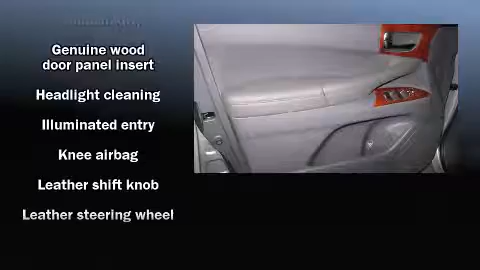 Genuine wood
door panel insert
Headlight cleaning
Illuminated entry
Knee airbag
Leather shift knob
Leather steering wheel